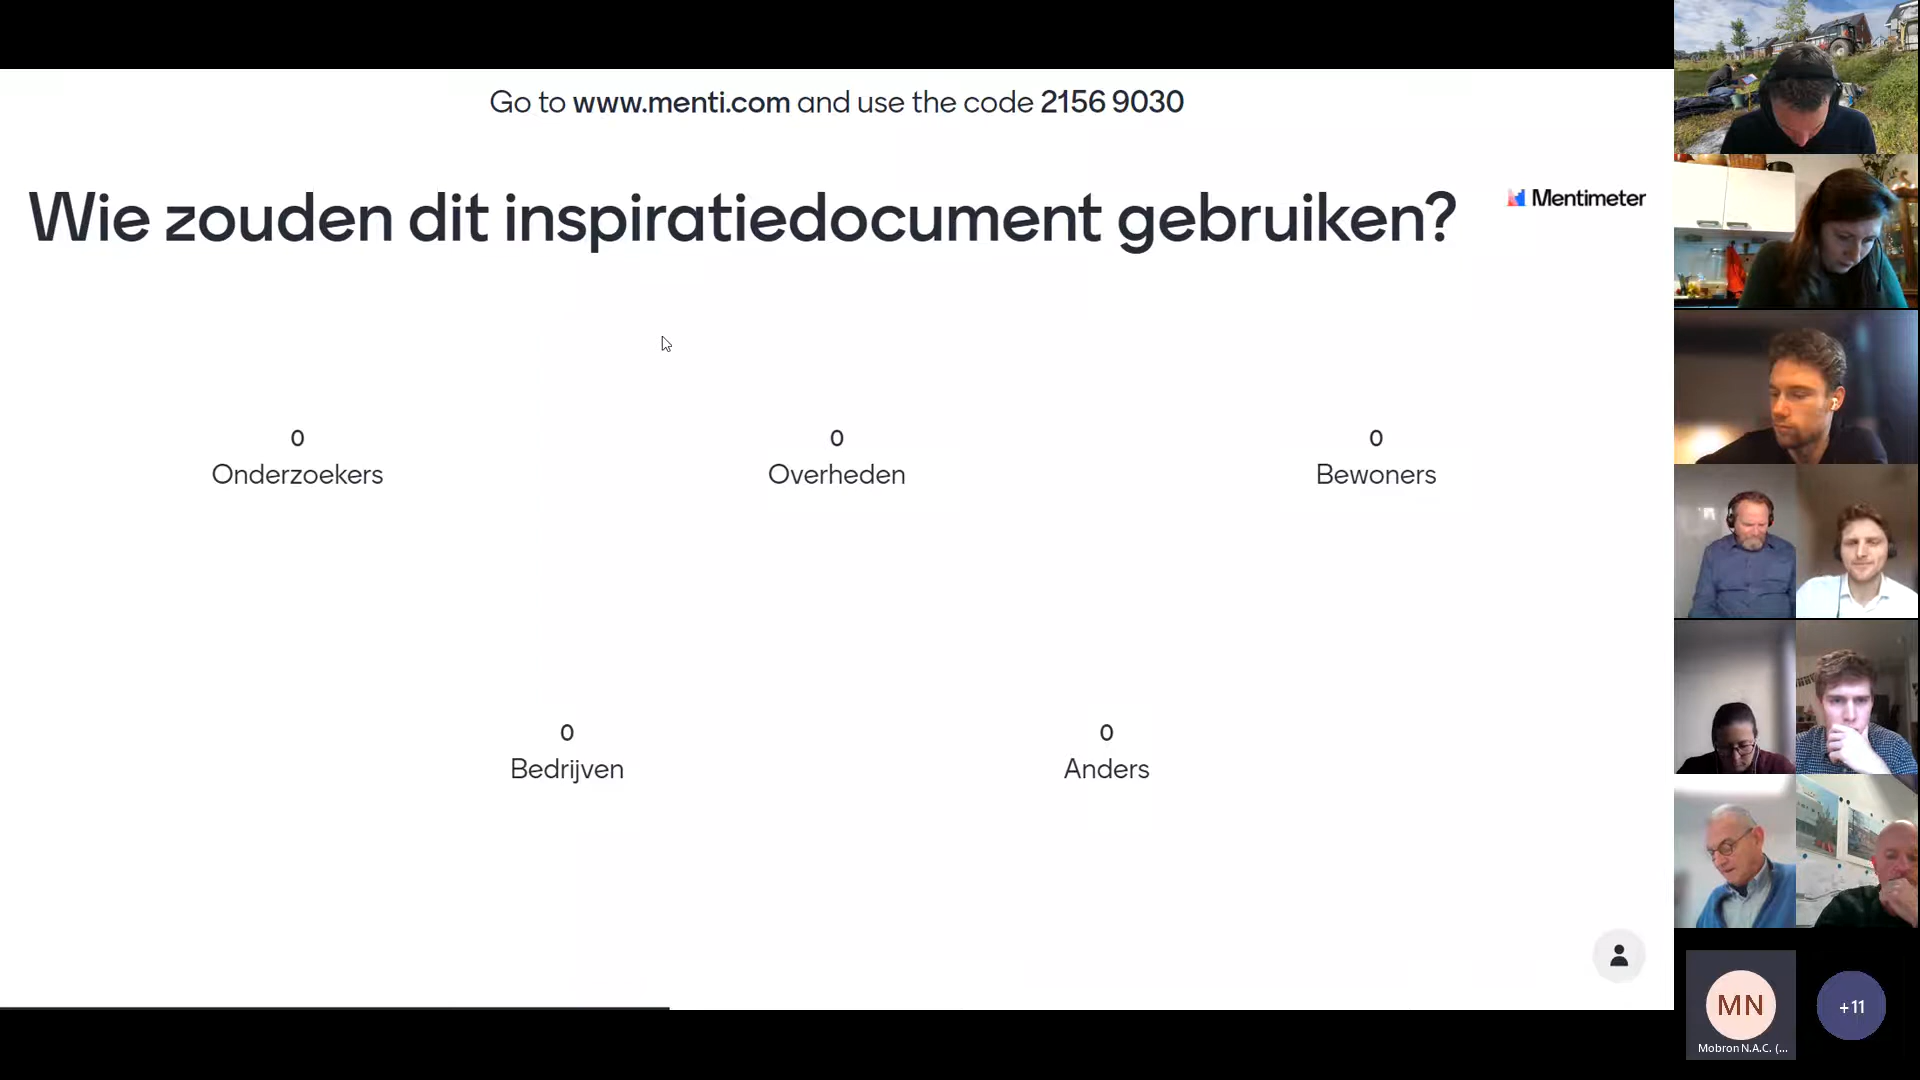 Go to www.menti.com and use the code 2156 9030
Wie zouden dit inspiratiedocument gebruiken?
Mentimeter
0
Onderzoekers
0
Overheden
0
Bewoners
0
Bedrijven
0
Anders
MN
Mobron N.A.C. (...
+11